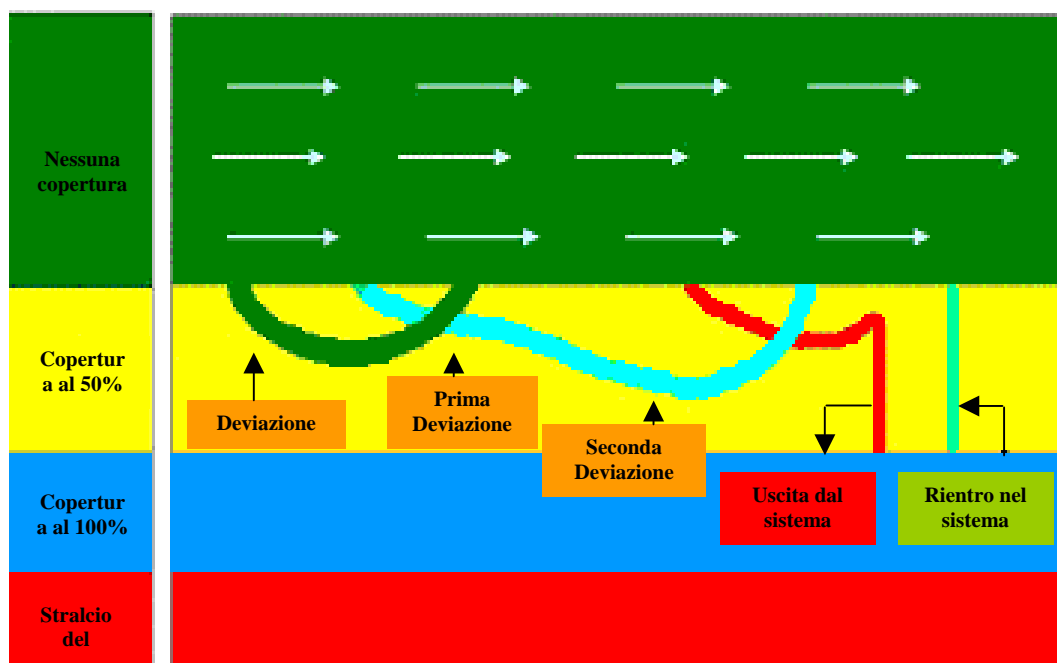 Nessuna
copertura
Copertur
a al 50%
Deviazione
Prima
Deviazione
Seconda
Deviazione
Copertur
a al 100%
Uscita dal
sistema
Rientro nel
sistema
Stralcio
del